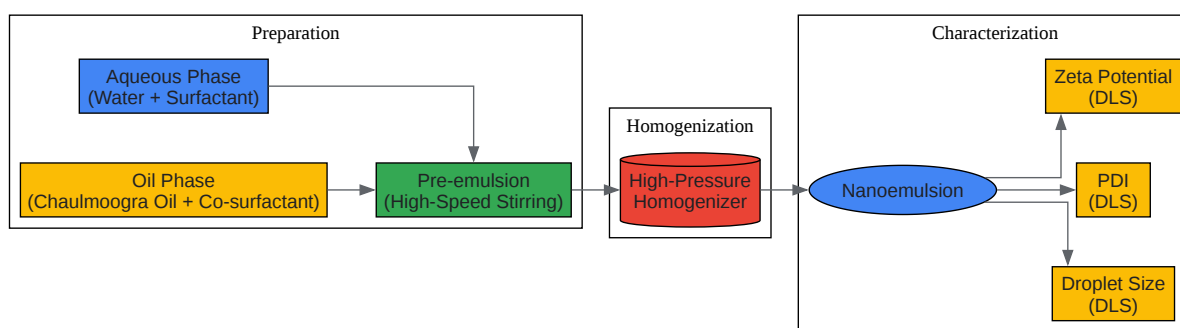 Preparation
Aqueous Phase
(Water + Surfactant)
Oil Phase
(Chaulmoogra Oil + Co-surfactant)
Pre-emulsion
(High-Speed Stirring)
Homogenization
High-Pressure
Homogenizer
Characterization
Nanoemulsion
Zeta Potential
(DLS)
PDI
(DLS)
Droplet Size
(DLS)